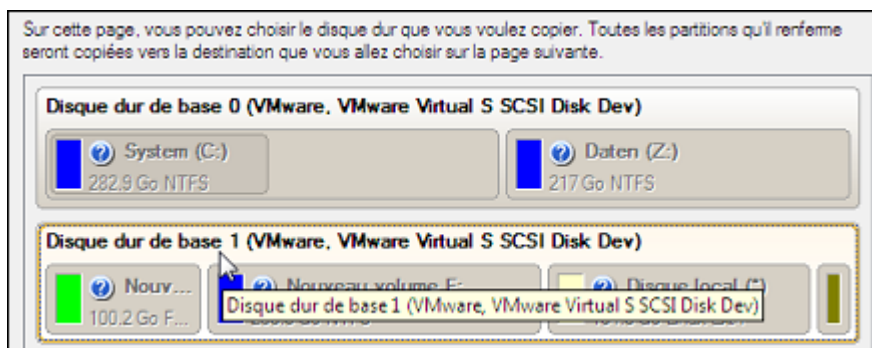 Sur cette page, vous pouvez choisir le disque dur que vous voulez copier. Toutes les partitions qu'il renferme
seront copiées vers la destination que vous allez choisir sur la page suivante.
Disque dur de base 0 (VMware, VMware Virtual S SCSI Disk Dev)
System (C:)
282.9 Go NTFS
Daten (Z:)
217 Go NTFS
Disque dur de base 1 (VMware, VMware Virtual S SCSI Disk Dev)
Nouv...
100.2 Go F...
Nouveau volume E:
Disque local (*)
Disque dur de base 1 (VMware, VMware Virtual S SCSI Disk Dev)